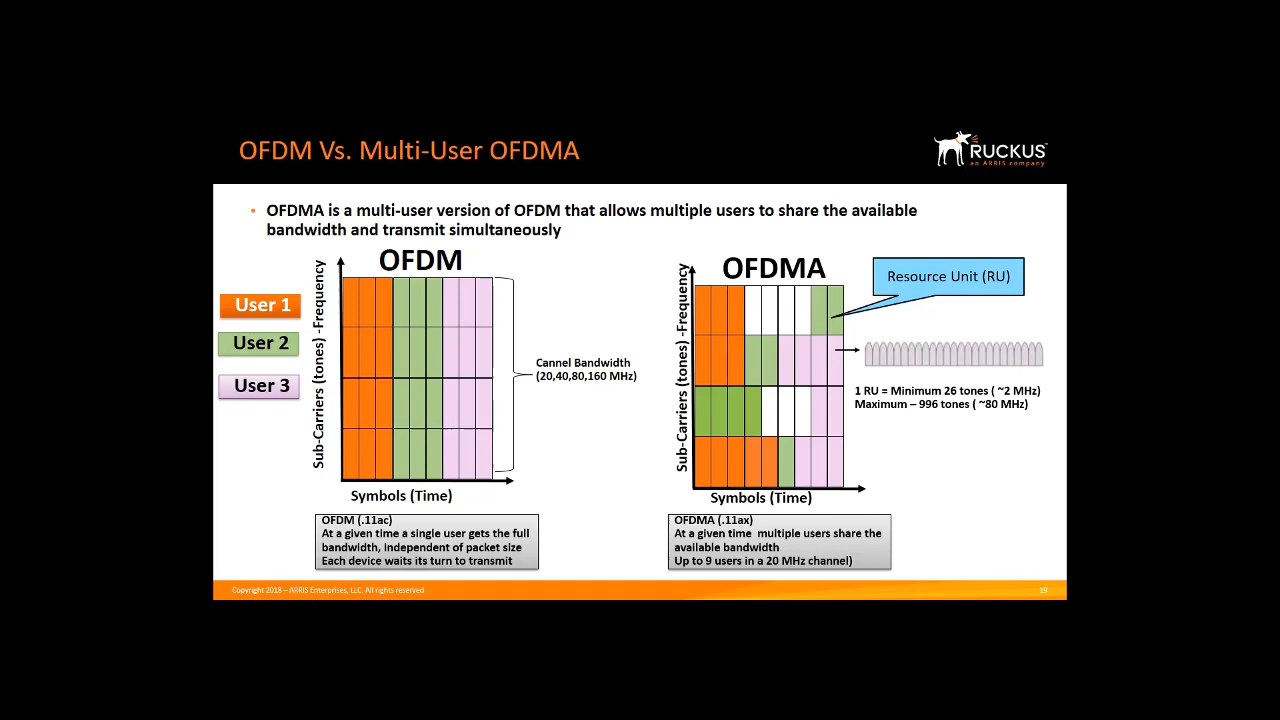 OFDM Vs. Multi-User OFDMA
RUCKUS™
an ARRIS company
• OFDMA is a multi-user version of OFDM that allows multiple users to share the available
bandwidth and transmit simultaneously
OFDM
User 1
User 2
User 3
Sub-Carriers (tones) -Frequency
Symbols (Time)
Cannel Bandwidth
(20,40,80,160 MHz)
OFDM (.11ac)
At a given time a single user gets the full
bandwidth, independent of packet size
Each device waits its turn to transmit
OFDMA
Resource Unit (RU)
Sub-Carriers (tones) -Frequency
Symbols (Time)
1 RU = Minimum 26 tones ( ~2 MHz)
Maximum – 996 tones ( ~80 MHz)
OFDMA (.11ax)
At a given time multiple users share the
available bandwidth
Up to 9 users in a 20 MHz channel)
Copyright 2018 – ARRIS Enterprises, LLC. All rights reserved
19